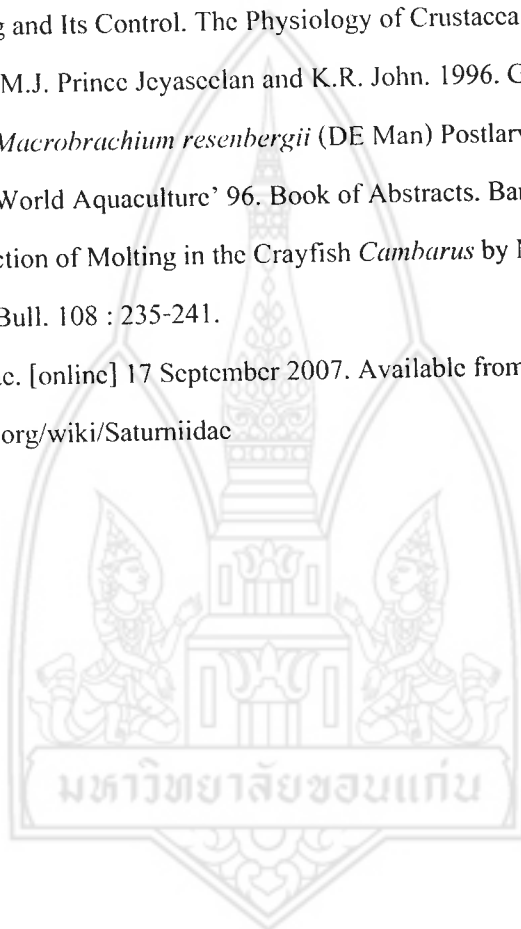 g and Its Control. The Physiology of Crustacea
M.J. Prince Jeyaseelan and K.R. John. 1996. G
Macrobrachium resenbergii (DE Man) Postlarv
World Aquaculture' 96. Book of Abstracts. Ban
ction of Molting in the Crayfish Cambarus by
Bull. 108 : 235-241.
ae. [online] 17 September 2007. Available from
org/wiki/Saturniidae
มหาวิทยาลัยขอนแก่น